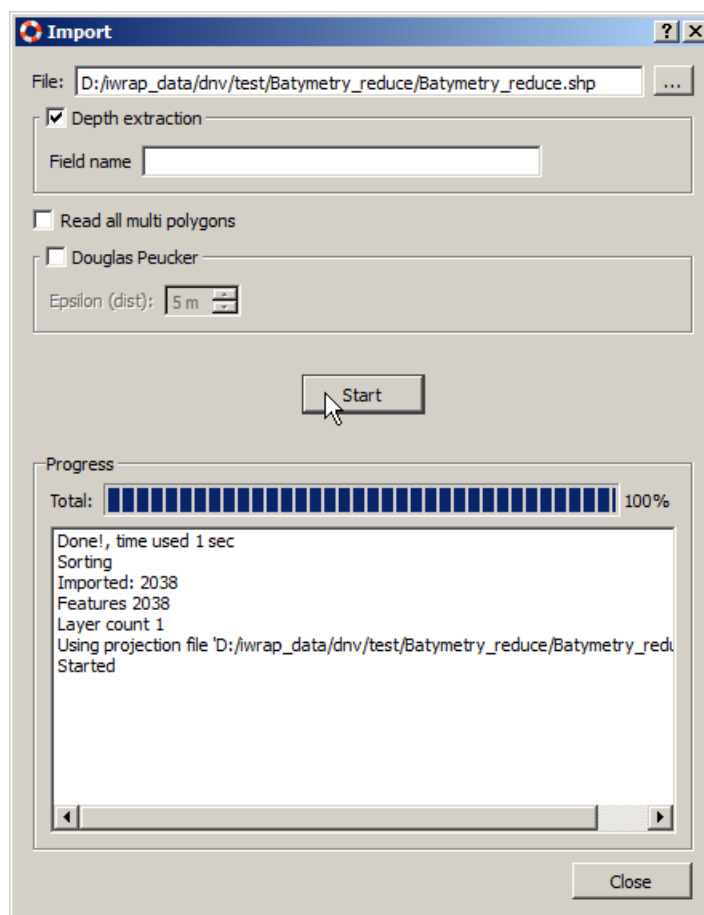 Import
File: D:/iwrap_data/dnv/test/Batymetry_reduce/Batymetry_reduce.shp ...
Depth extraction
Field name
Read all multi polygons
Douglas Peucker
Epsilon (dist): 5 m
Start
Progress
Total: 100%
Done!, time used 1 sec
Sorting
Imported: 2038
Features 2038
Layer count 1
Using projection file 'D:/iwrap_data/dnv/test/Batymetry_reduce/Batymetry_redu
Started
Close